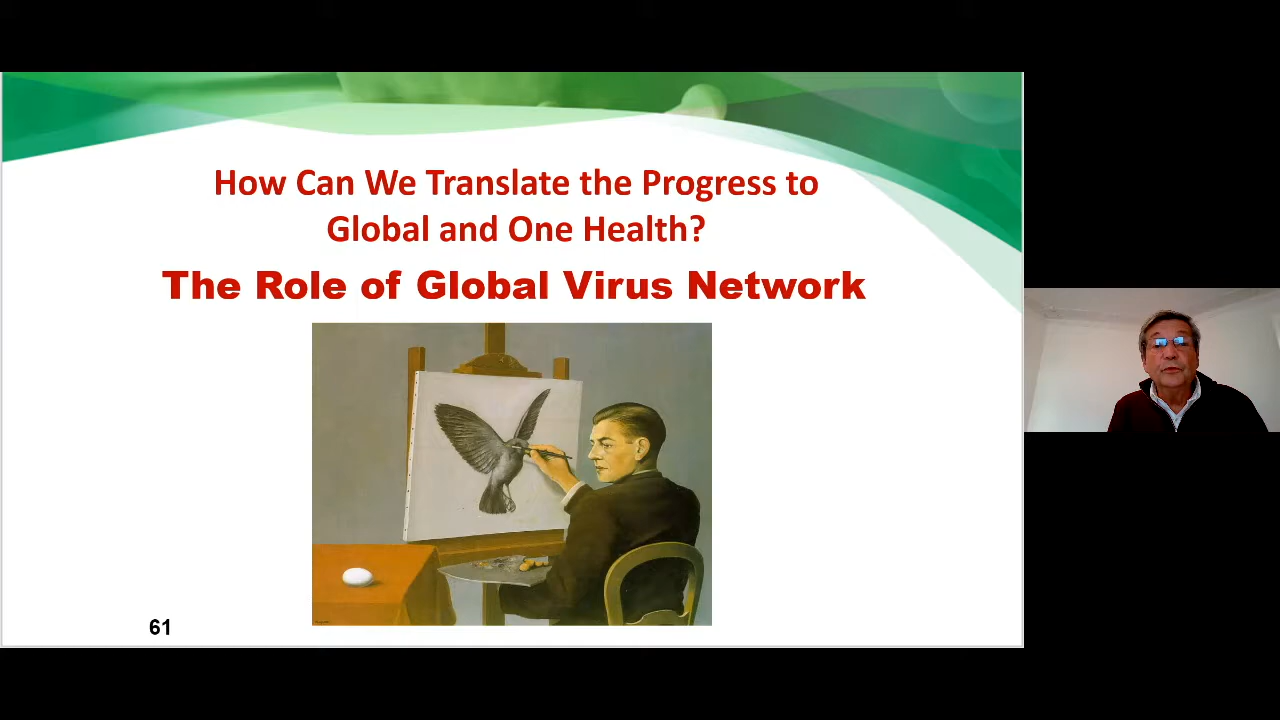 How Can We Translate the Progress to
Global and One Health?
The Role of Global Virus Network
61